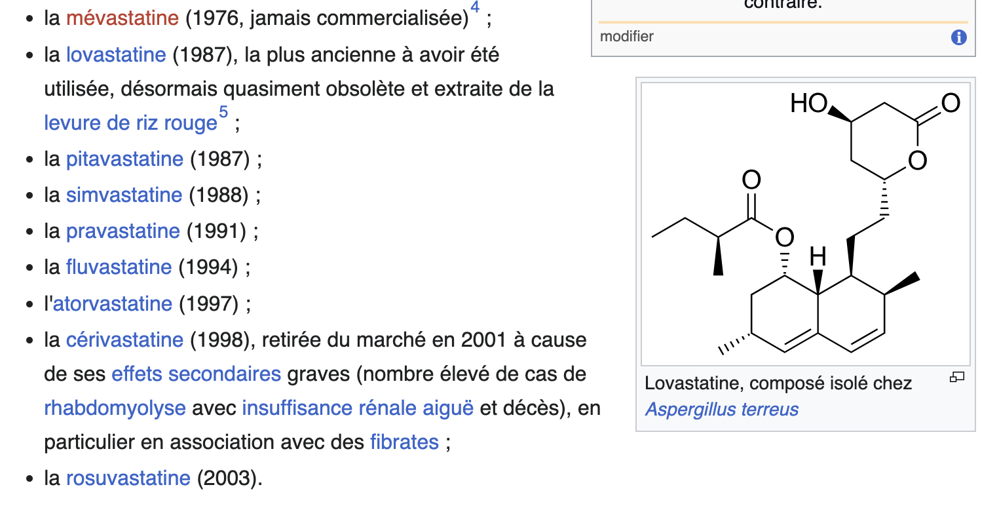 la mévastatine (1976, jamais commercialisée)4 ;
la lovastatine (1987), la plus ancienne à avoir été
utilisée, désormais quasiment obsolète et extraite de la
levure de riz rouge5 ;
la pitavastatine (1987) ;
la simvastatine (1988) ;
la pravastatine (1991) ;
la fluvastatine (1994) ;
l'atorvastatine (1997) ;
la cérivastatine (1998), retirée du marché en 2001 à cause
de ses effets secondaires graves (nombre élevé de cas de
rhabdomyolyse avec insuffisance rénale aiguë et décès), en
particulier en association avec des fibrates ;
la rosuvastatine (2003).
contraire.
modifier
HO
O
O
O
O
H
Lovastatine, composé isolé chez
Aspergillus terreus